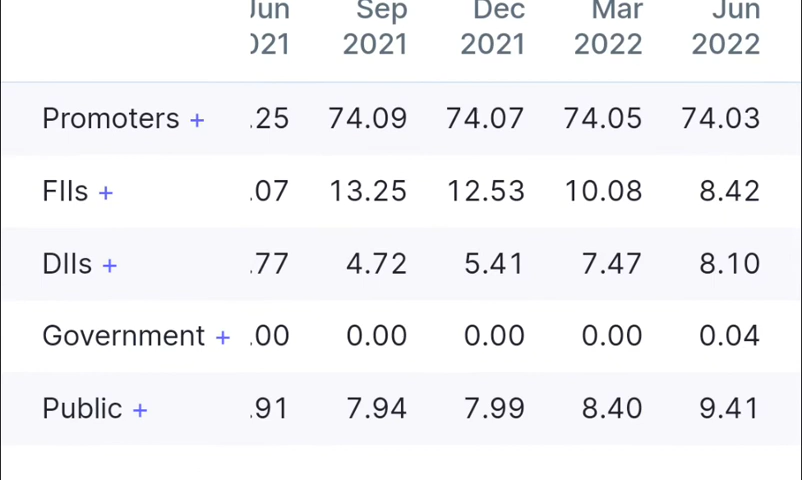 Jun Sep Dec Mar Jun
021 2021 2021 2022 2022
Promoters + .25 74.09 74.07 74.05 74.03
FIIs + .07 13.25 12.53 10.08 8.42
DIIs + .77 4.72 5.41 7.47 8.10
Government + .00 0.00 0.00 0.00 0.04
Public + .91 7.94 7.99 8.40 9.41